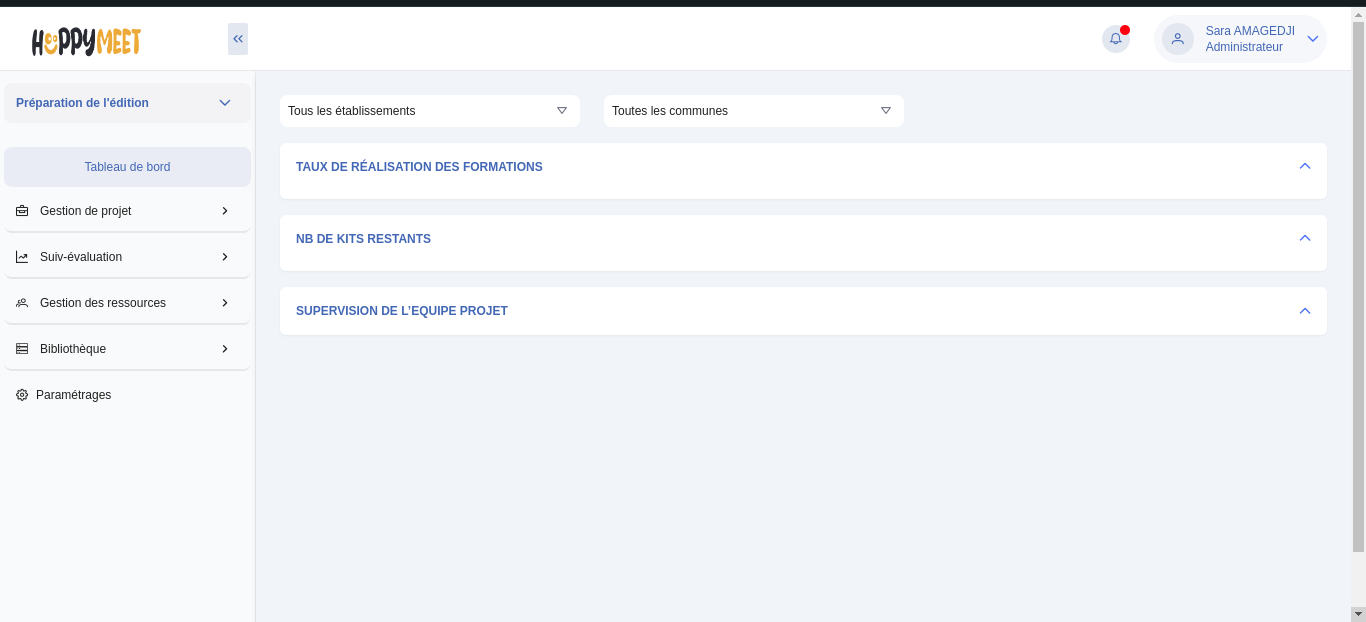 HAPPYMEET
Sara AMAGEDJI
Administrateur
Préparation de l'édition
Tous les établissements
Toutes les communes
Tableau de bord
TAUX DE RÉALISATION DES FORMATIONS
Gestion de projet
NB DE KITS RESTANTS
Suiv-évaluation
Gestion des ressources
SUPERVISION DE L’EQUIPE PROJET
Bibliothèque
Paramétrages